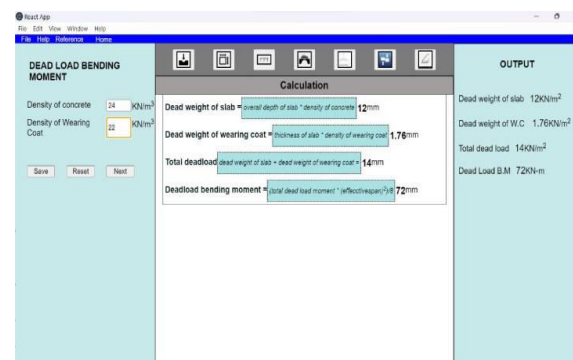 React App
File Edit View Window Help
File Help Reference Home
DEAD LOAD BENDING
MOMENT
Density of concrete 24 KN/m³
Density of Wearing
Coat 22 KN/m³
Save Reset Next
Calculation
Dead weight of slab = overall depth of slab * density of concrete 12mm
Dead weight of wearing coat = thickness of slab * density of wearing coat 1.76mm
Total deadload dead weight of slab + dead weight of wearing coat = 14mm
Deadload bending moment = (total dead load moment * (effecctivespan)²)/8 72mm
OUTPUT
Dead weight of slab 12KN/m²
Dead weight of W.C 1.76KN/m²
Total dead load 14KN/m²
Dead Load B.M 72KN-m